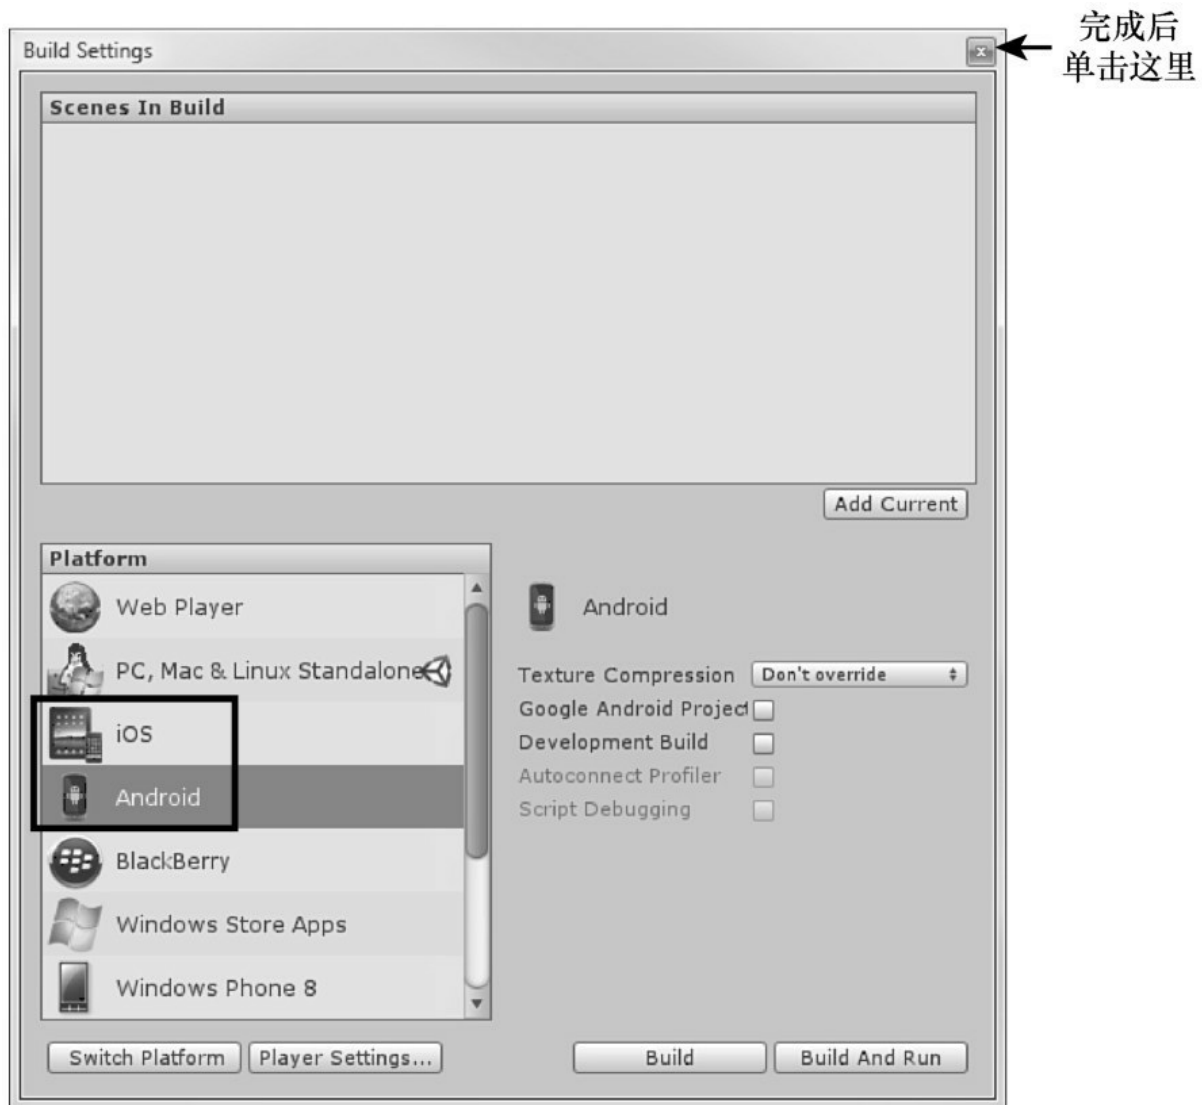 完成后
单击这里
Build Settings
Scenes In Build
Add Current
Platform
Web Player
PC, Mac & Linux Standalone
iOS
Android
BlackBerry
Windows Store Apps
Windows Phone 8
Android
Texture Compression Don't override
Google Android Project
Development Build
Autoconnect Profiler
Script Debugging
Switch Platform Player Settings... Build Build And Run